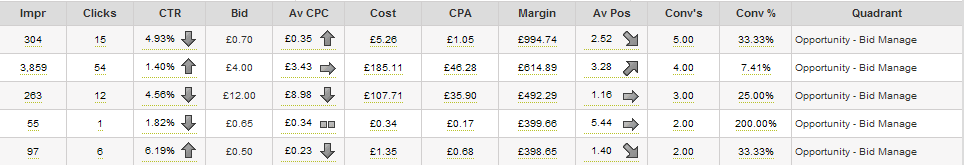 Impr Clicks CTR Bid Av CPC Cost CPA Margin Av Pos Conv's Conv % Quadrant
304 15 4.93% £0.70 £0.35 £5.26 £1.05 £994.74 2.52 5.00 33.33% Opportunity - Bid Manage
3,859 54 1.40% £4.00 £3.43 £185.11 £46.28 £614.89 3.28 4.00 7.41% Opportunity - Bid Manage
263 12 4.56% £12.00 £8.98 £107.71 £35.90 £492.29 1.16 3.00 25.00% Opportunity - Bid Manage
55 1 1.82% £0.65 £0.34 £0.34 £0.17 £399.66 5.44 2.00 200.00% Opportunity - Bid Manage
97 6 6.19% £0.50 £0.23 £1.35 £0.68 £398.65 1.40 2.00 33.33% Opportunity - Bid Manage